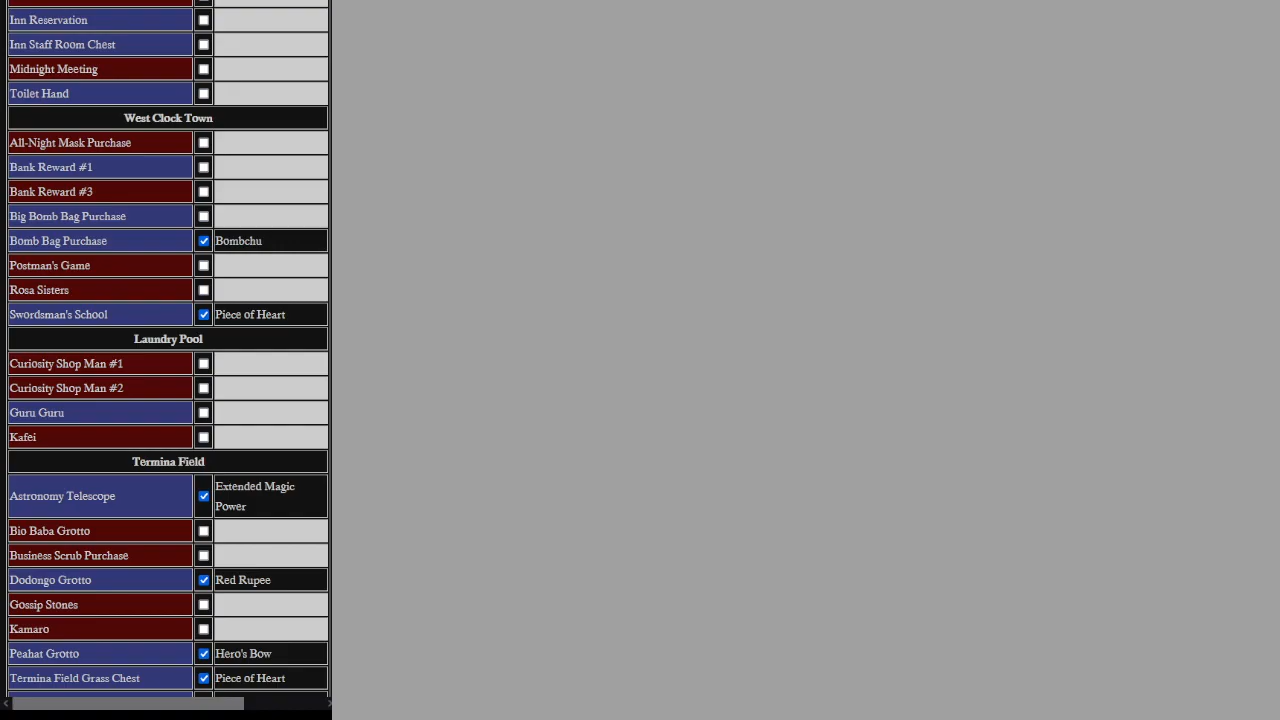 Inn Reservation
Inn Staff Room Chest
Midnight Meeting
Toilet Hand
West Clock Town
All-Night Mask Purchase
Bank Reward #1
Bank Reward #3
Big Bomb Bag Purchase
Bomb Bag Purchase Bombchu
Postman's Game
Rosa Sisters
Swordsman's School Piece of Heart
Laundry Pool
Curiosity Shop Man #1
Curiosity Shop Man #2
Guru Guru
Kafei
Termina Field
Astronomy Telescope Extended Magic
Power
Bio Baba Grotto
Business Scrub Purchase
Dodongo Grotto Red Rupee
Gossip Stones
Kamaro
Peahat Grotto Hero's Bow
Termina Field Grass Chest Piece of Heart